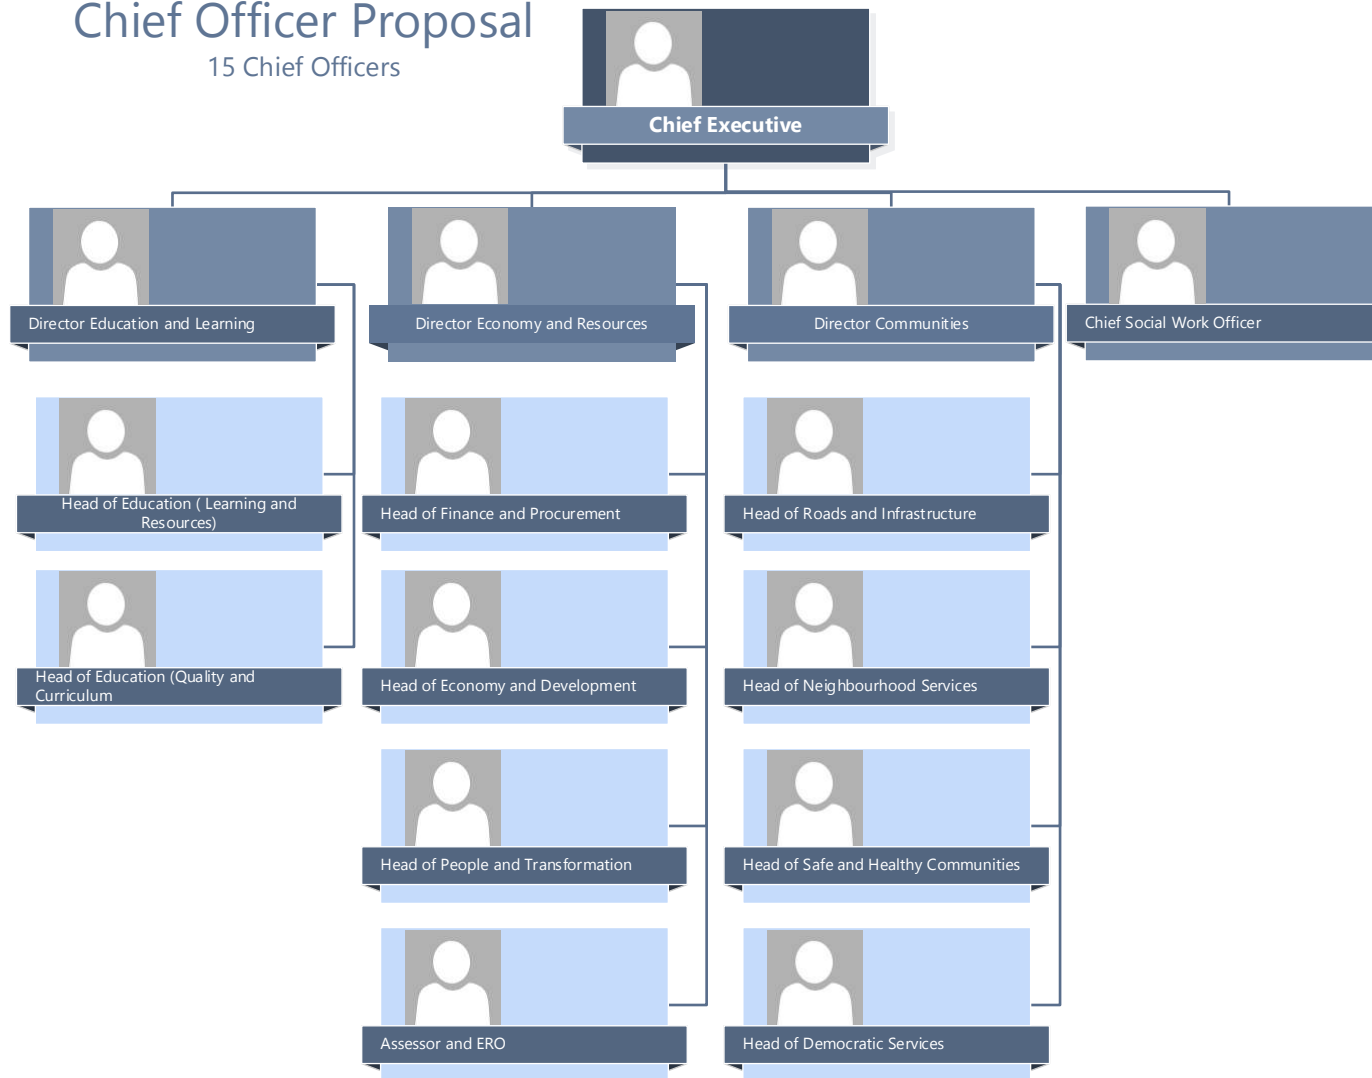 Chief Officer Proposal
15 Chief Officers
Chief Executive
Director Education and Learning
Director Economy and Resources
Director Communities
Chief Social Work Officer
Head of Education ( Learning and
Resources)
Head of Finance and Procurement
Head of Roads and Infrastructure
Head of Education (Quality and
Curriculum
Head of Economy and Development
Head of Neighbourhood Services
Head of People and Transformation
Head of Safe and Healthy Communities
Assessor and ERO
Head of Democratic Services